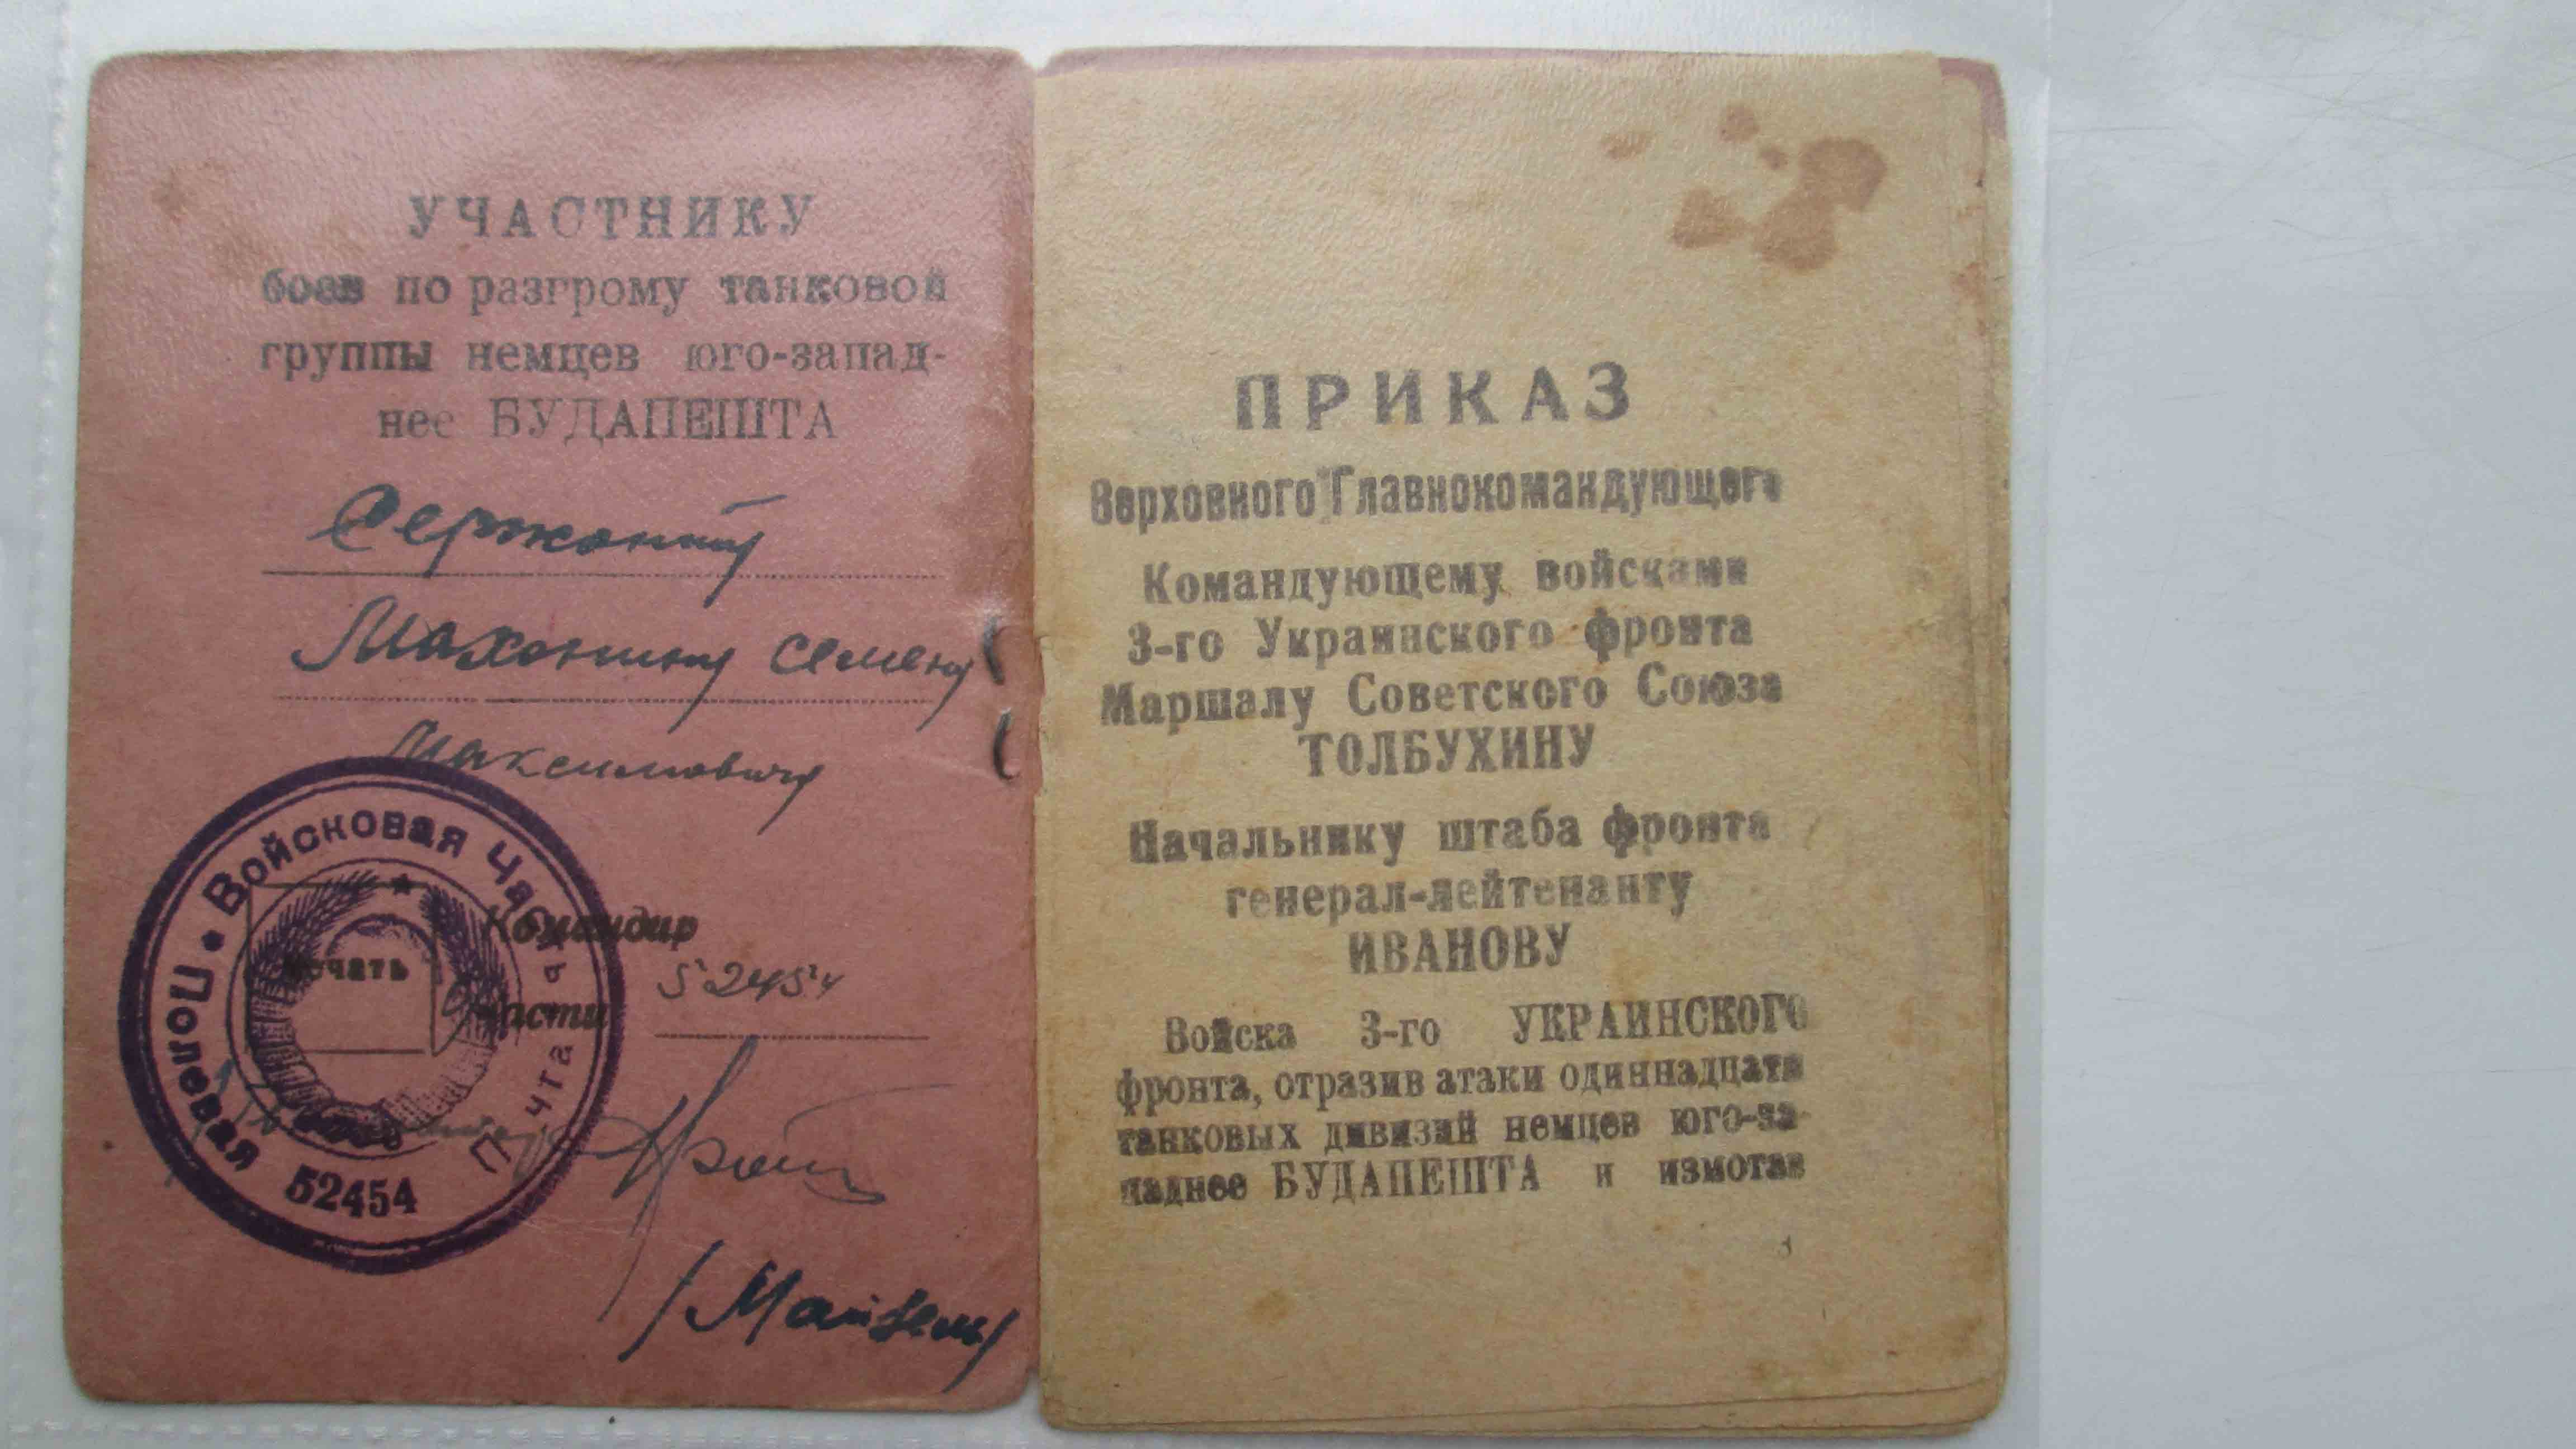 УЧАСТНИКУ
боев по разгрому танковой
группы немцев юго-запад-
нее БУДАПЕШТА
Сержанту
Махонину Семену
Максимовичу
Войсковая Часть
Полевая Почта
52454
печать
Командир
части 52454
ПРИКАЗ
Верховного Главнокомандующего
Командующему войсками
3-го Украинского фронта
Маршалу Советского Союза
ТОЛБУХИНУ
Начальнику штаба фронта
генерал-лейтенанту
ИВАНОВУ
Войска 3-го УКРАИНСКОГО
фронта, отразив атаки одиннадцати
танковых дивизий немцев юго-за-
паднее БУДАПЕШТА и измотав